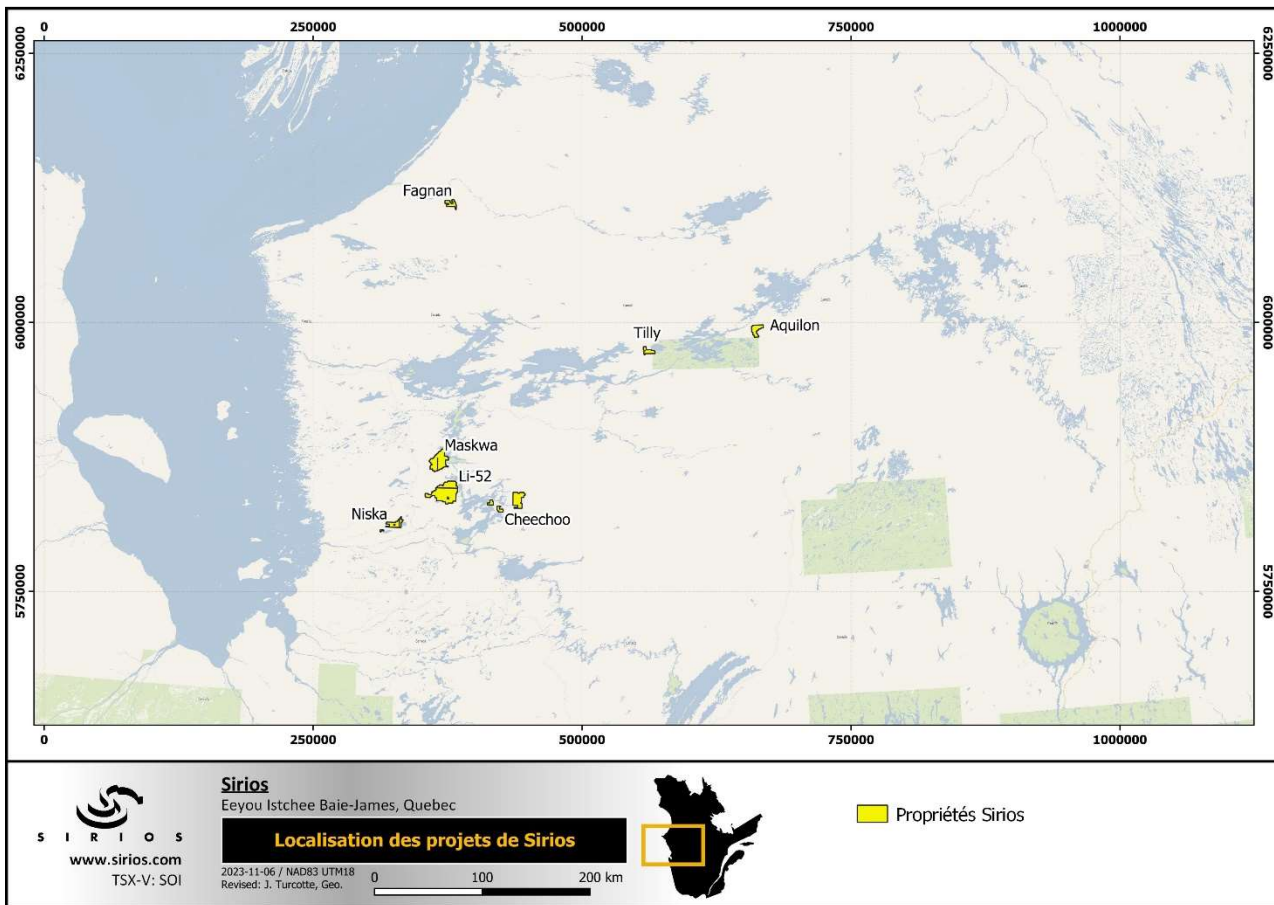 0 250000 500000 750000 1000000
6250000 6250000
Fagnan
6000000 6000000
Tilly Aquilon
Maskwa
Li-52
Niska Cheechoo
5750000 5750000
0 250000 500000 750000 1000000
SIRIOS
www.sirios.com
TSX-V: SOI
Sirios
Eeyou Istchee Baie-James, Quebec
Localisation des projets de Sirios
2023-11-06 / NAD83 UTM18
Revised: J. Turcotte, Geo.
0 100 200 km
Propriétés Sirios